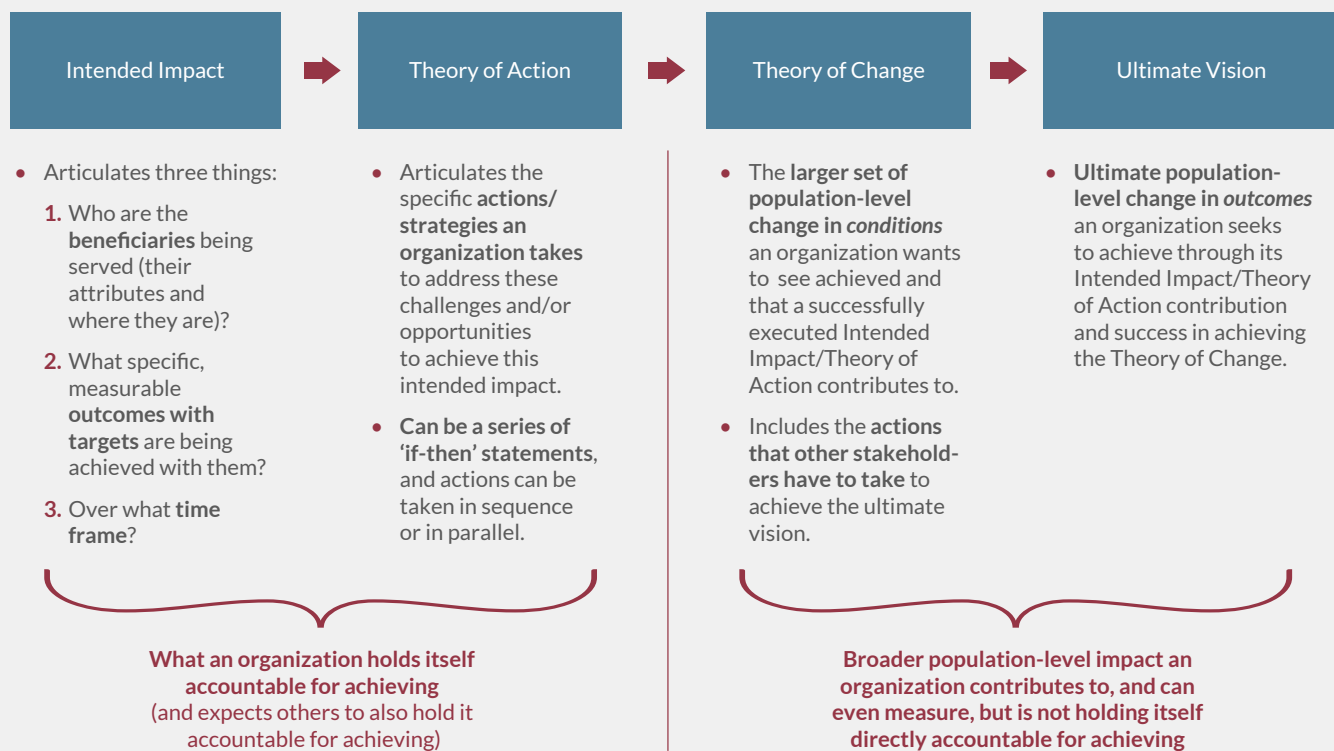 Intended Impact
Theory of Action
Theory of Change
Ultimate Vision
• Articulates three things:
1. Who are the
beneficiaries being
served (their
attributes and
where they are)?
2. What specific,
measurable
outcomes with
targets are being
achieved with them?
3. Over what time
frame?
• Articulates the
specific actions/
strategies an
organization takes
to address these
challenges and/or
opportunities
to achieve this
intended impact.
• Can be a series of
‘if-then’ statements,
and actions can be
taken in sequence
or in parallel.
• The larger set of
population-level
change in conditions
an organization wants
to see achieved and
that a successfully
executed Intended
Impact/Theory of
Action contributes to.
• Includes the actions
that other stakehold-
ers have to take to
achieve the ultimate
vision.
• Ultimate population-
level change in outcomes
an organization seeks
to achieve through its
Intended Impact/Theory
of Action contribution
and success in achieving
the Theory of Change.
What an organization holds itself
accountable for achieving
(and expects others to also hold it
accountable for achieving)
Broader population-level impact an
organization contributes to, and can
even measure, but is not holding itself
directly accountable for achieving